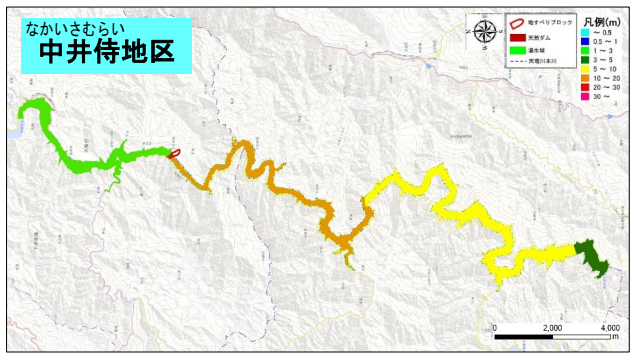 なかいさむらい
中井侍地区
地すべりブロック
天然ダム
湛水域
天竜川本川
凡例(m)
～ 0.5
0.5 ～ 1
1 ～ 3
3 ～ 5
5 ～ 10
10 ～ 20
20 ～ 30
30 ～
0 2,000 4,000
m